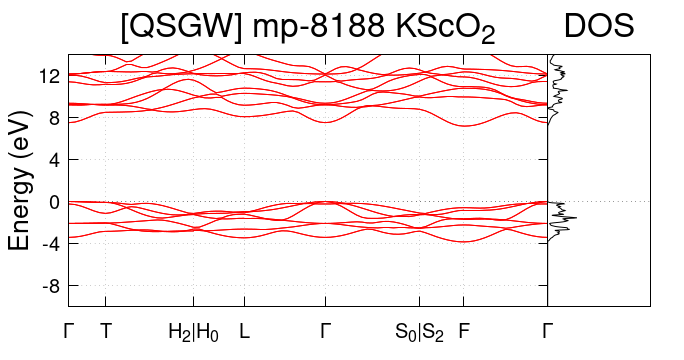 [QSGW] mp-8188 KScO₂ DOS
Energy (eV)
12
8
4
0
-4
-8
Γ T H₂|H₀ L Γ S₀|S₂ F Γ